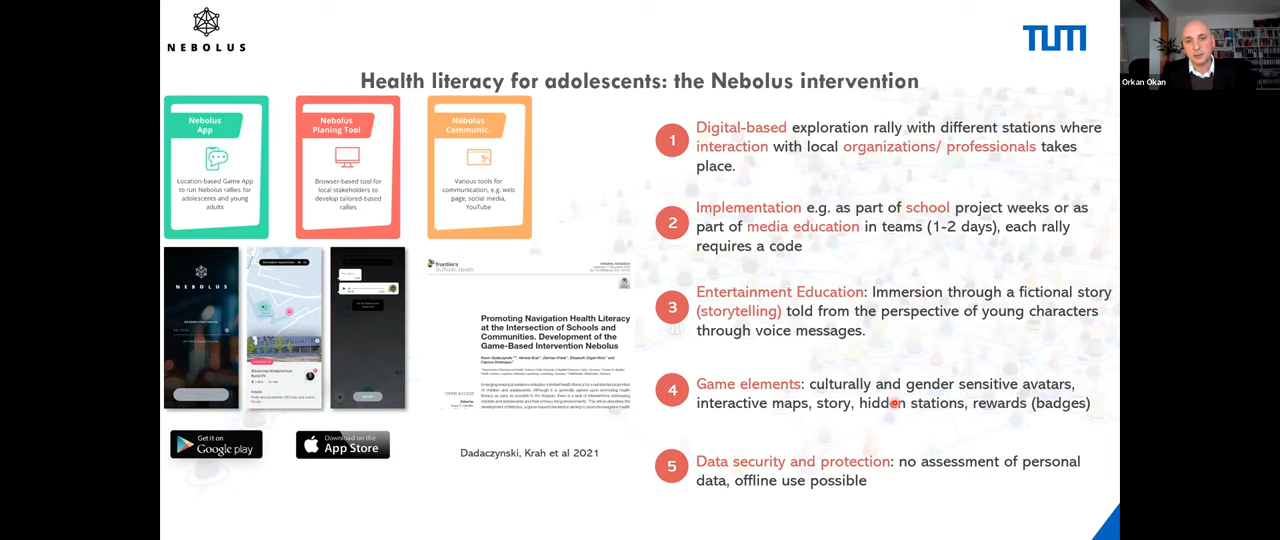 NEBOLUS
TUM
Orkan Okan
Health literacy for adolescents: the Nebolus intervention
Nebolus
App
Location-based Game App
to run Nebolus rallies for
adolescents and young
adults
Nebolus
Planing Tool
Browser-based tool for
local stakeholders to
develop tailored-based
rallies
Nebolus
Communic.
Various tools for
communication, e.g. web
page, social media,
YouTube
NEBOLUS
frontiers
in Public Health
Promoting Navigation Health Literacy
at the Intersection of Schools and
Communities. Development of the
Game-Based Intervention Nebolus
OPEN ACCESS
Get it on
Google play
Download on the
App Store
Dadaczynski, Krah et al 2021
1
Digital-based exploration rally with different stations where
interaction with local organizations/ professionals takes
place.
2
Implementation e.g. as part of school project weeks or as
part of media education in teams (1-2 days), each rally
requires a code
3
Entertainment Education: Immersion through a fictional story
(storytelling) told from the perspective of young characters
through voice messages.
4
Game elements: culturally and gender sensitive avatars,
interactive maps, story, hidden stations, rewards (badges)
5
Data security and protection: no assessment of personal
data, offline use possible